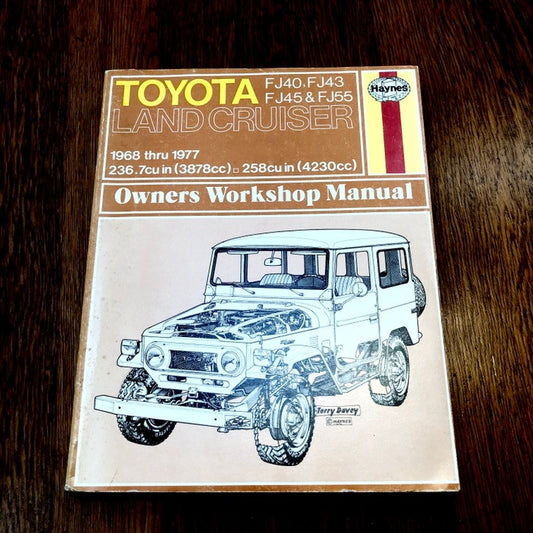 TOYOTA FJ40, FJ43
FJ45 & FJ55
LAND CRUISER
Haynes
1968 thru 1977
236.7cu in (3878cc) □ 258cu in (4230cc)
Owners Workshop Manual
Terry Davey
© HAYNES